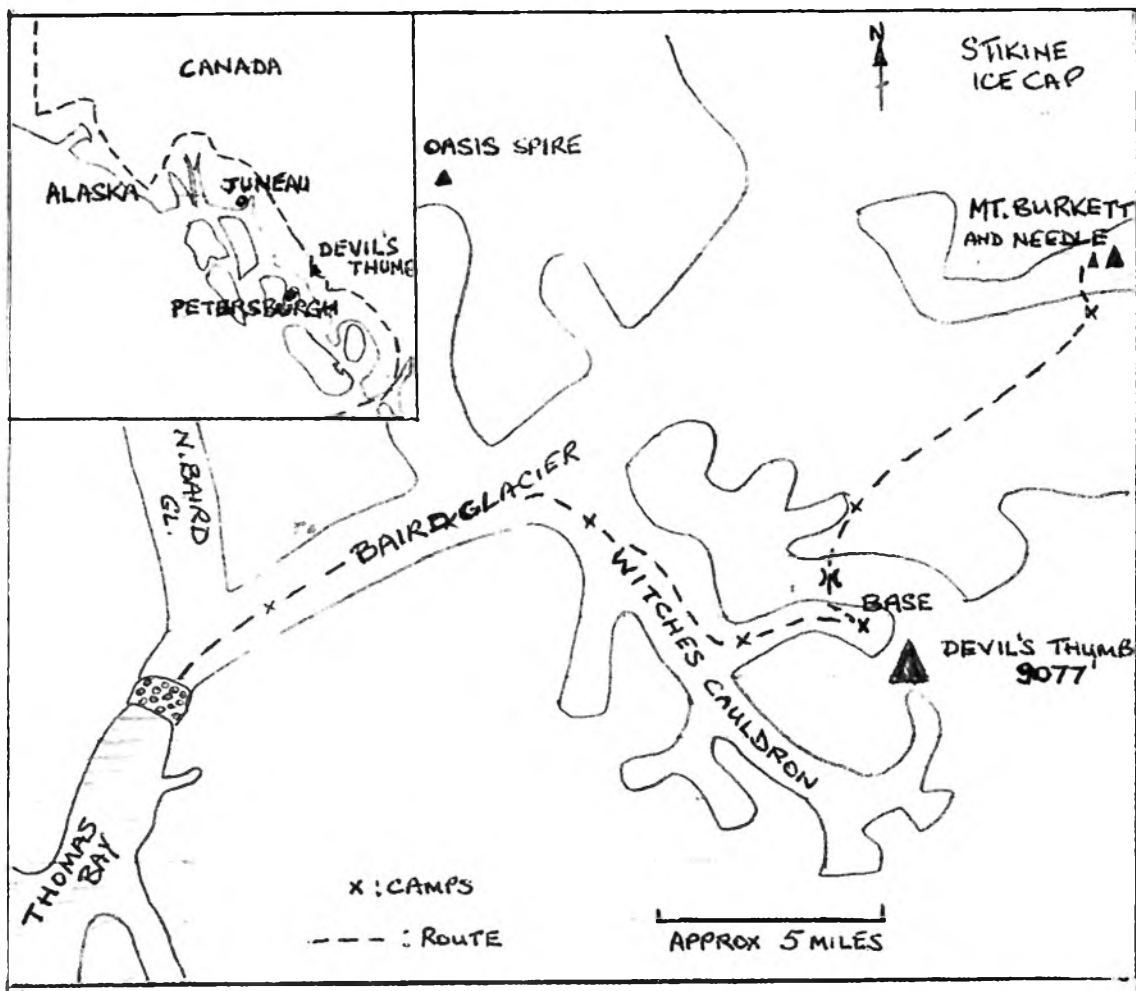 CANADA
ALASKA
JUNEAU
DEVIL'S
THUMB
PETERSBURGH
N
STIKINE
ICE CAP
OASIS SPIRE
MT. BURKETT
AND NEEDLE
N. BAIRD
GL.
BAIRD GLACIER
WITCHES CAULDRON
BASE
DEVIL'S THUMB
9077
THOMAS
BAY
x : CAMPS
---- : ROUTE
APPROX 5 MILES